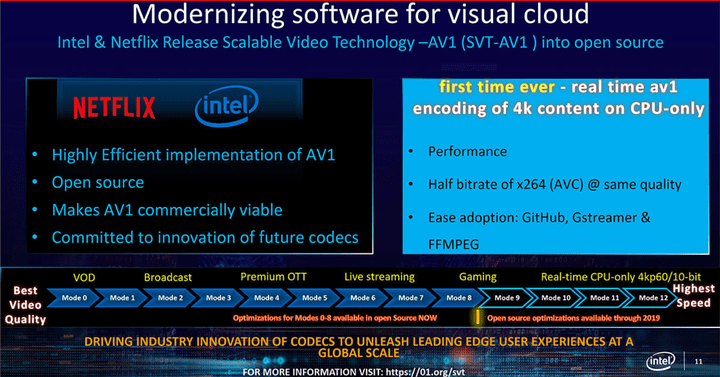 Modernizing software for visual cloud
Intel & Netflix Release Scalable Video Technology –AV1 (SVT-AV1 ) into open source
NETFLIX
intel
• Highly Efficient implementation of AV1
• Open source
• Makes AV1 commercially viable
• Committed to innovation of future codecs
first time ever - real time av1
encoding of 4k content on CPU-only
• Performance
• Half bitrate of x264 (AVC) @ same quality
• Ease adoption: GitHub, Gstreamer &
FFMPEG
VOD Broadcast Premium OTT Live streaming Gaming Real-time CPU-only 4kp60/10-bit
Best
Video
Quality
Mode 0 Mode 1 Mode 2 Mode 3 Mode 4 Mode 5 Mode 6 Mode 7 Mode 8 Mode 9 Mode 10 Mode 11 Mode 12
Highest
Speed
Optimizations for Modes 0-8 available in open Source NOW
Open source optimizations available through 2019
DRIVING INDUSTRY INNOVATION OF CODECS TO UNLEASH LEADING EDGE USER EXPERIENCES AT A
GLOBAL SCALE
FOR MORE INFORMATION VISIT: https://01.org/svt
intel
11